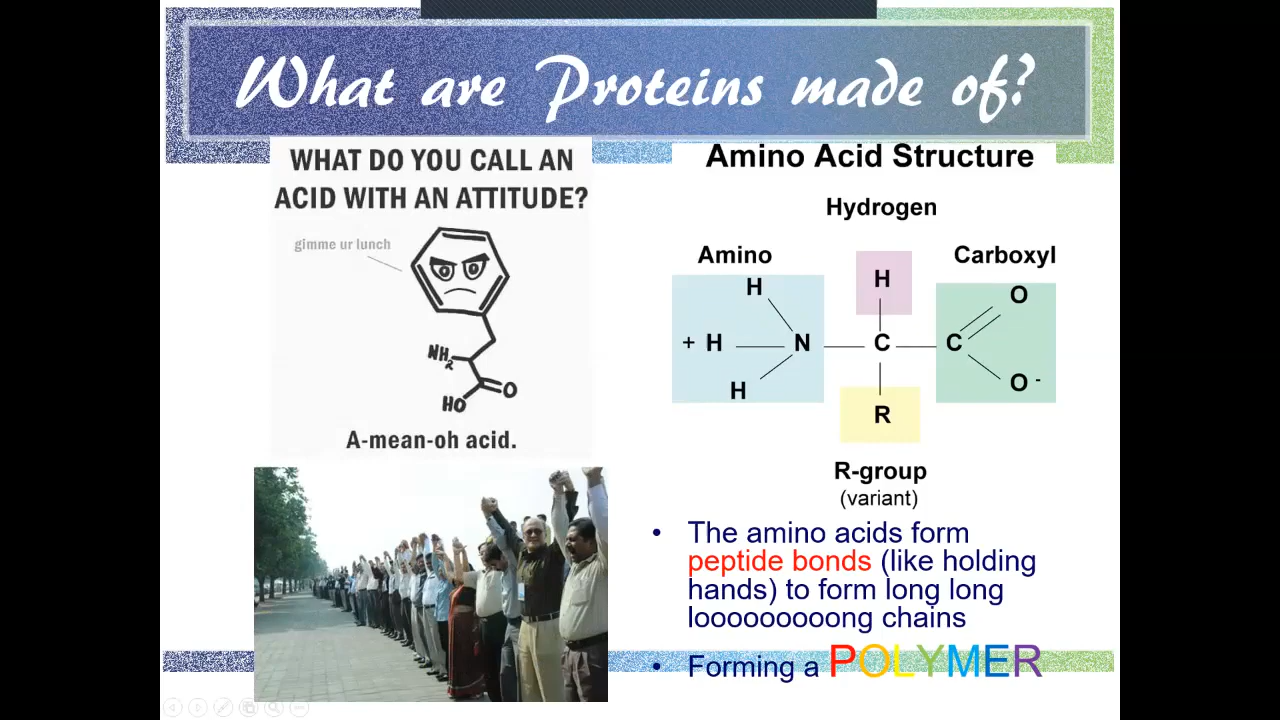 What are Proteins made of?
WHAT DO YOU CALL AN
ACID WITH AN ATTITUDE?
gimme ur lunch
NH2
O
HO
A-mean-oh acid.
Amino Acid Structure
Hydrogen
Amino
Carboxyl
H
H
O
+ H
N
C
C
H
O -
R
R-group
(variant)
• The amino acids form
peptide bonds (like holding
hands) to form long long
looooooooong chains
• Forming a POLYMER